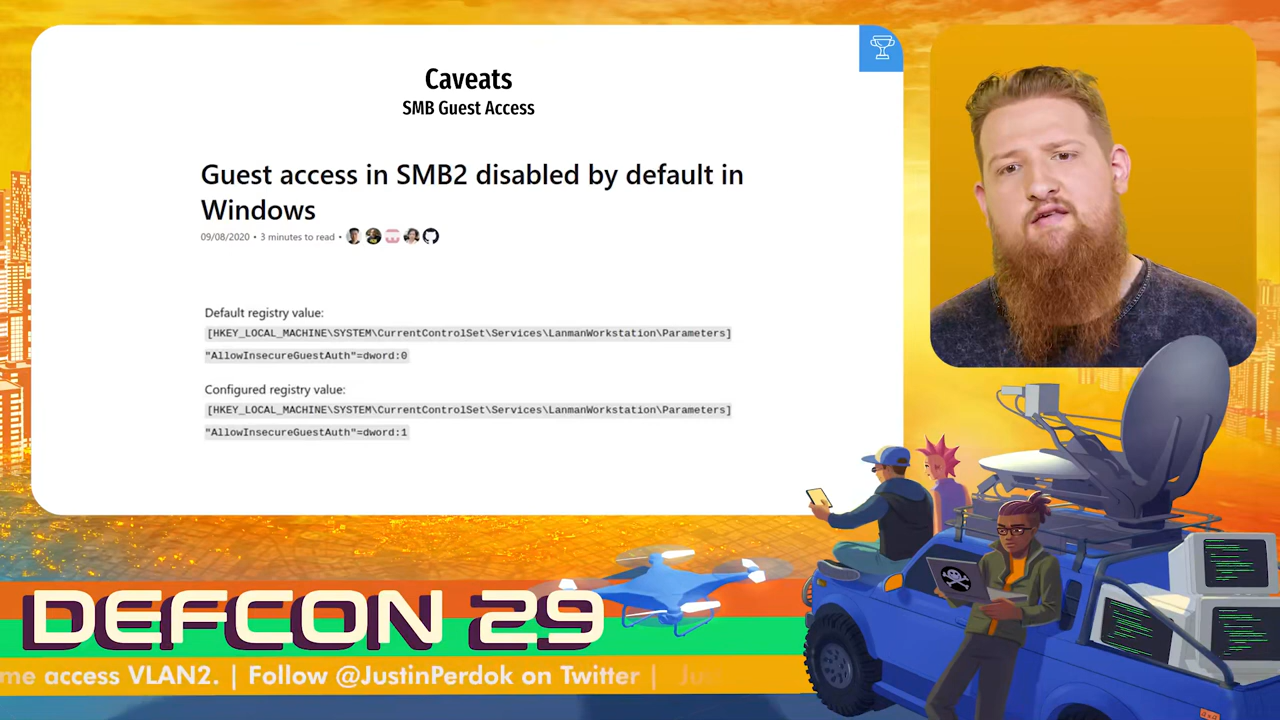 Caveats
SMB Guest Access
Guest access in SMB2 disabled by default in
Windows
09/08/2020 • 3 minutes to read •
Default registry value:
[HKEY_LOCAL_MACHINE\SYSTEM\CurrentControlSet\Services\LanmanWorkstation\Parameters]
"AllowInsecureGuestAuth"=dword:0
Configured registry value:
[HKEY_LOCAL_MACHINE\SYSTEM\CurrentControlSet\Services\LanmanWorkstation\Parameters]
"AllowInsecureGuestAuth"=dword:1
DEFCON 29
me access VLAN2. | Follow @JustinPerdok on Twitter | Ju